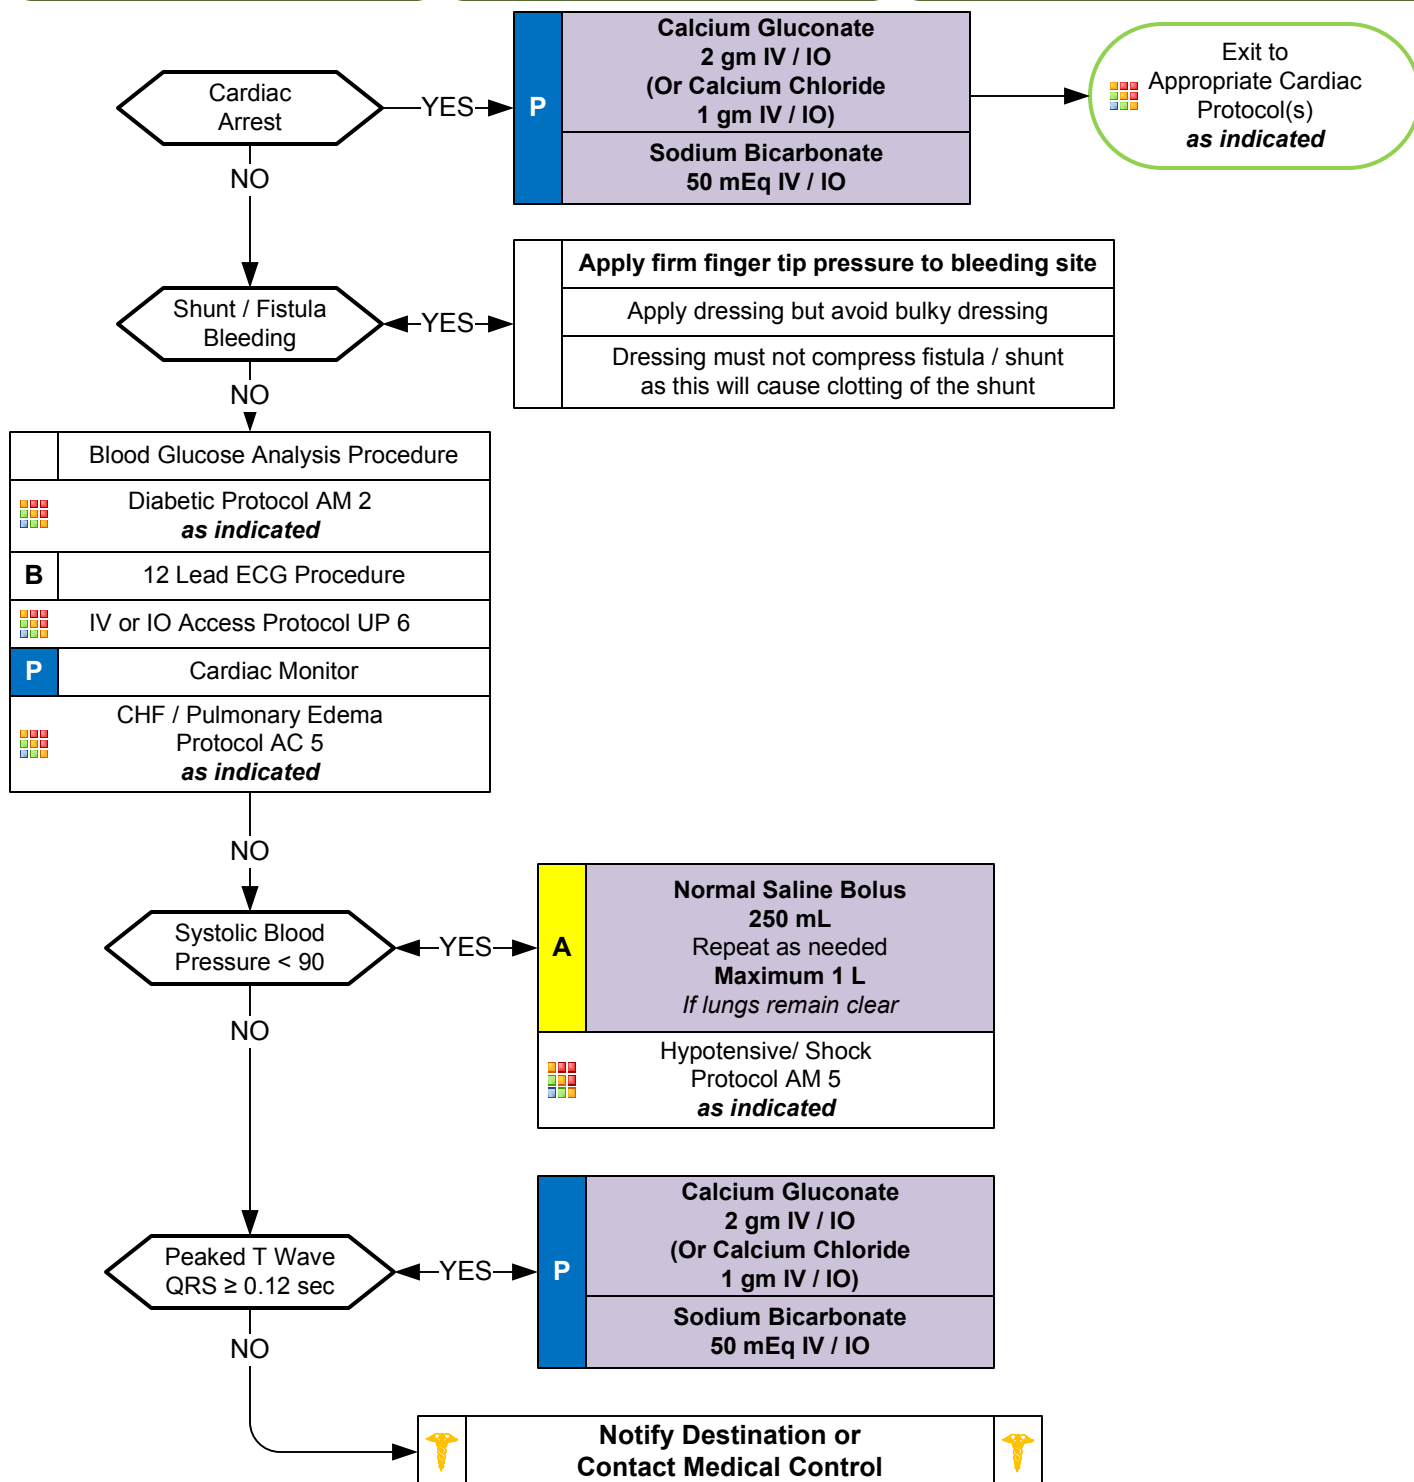 Cardiac
Arrest
YES
P
Calcium Gluconate
2 gm IV / IO
(Or Calcium Chloride
1 gm IV / IO)
Sodium Bicarbonate
50 mEq IV / IO
Exit to
Appropriate Cardiac
Protocol(s)
as indicated
NO
Shunt / Fistula
Bleeding
YES
Apply firm finger tip pressure to bleeding site
Apply dressing but avoid bulky dressing
Dressing must not compress fistula / shunt
as this will cause clotting of the shunt
NO
Blood Glucose Analysis Procedure
Diabetic Protocol AM 2
as indicated
B
12 Lead ECG Procedure
IV or IO Access Protocol UP 6
P
Cardiac Monitor
CHF / Pulmonary Edema
Protocol AC 5
as indicated
NO
Systolic Blood
Pressure < 90
YES
A
Normal Saline Bolus
250 mL
Repeat as needed
Maximum 1 L
If lungs remain clear
Hypotensive/ Shock
Protocol AM 5
as indicated
NO
Peaked T Wave
QRS ≥ 0.12 sec
YES
P
Calcium Gluconate
2 gm IV / IO
(Or Calcium Chloride
1 gm IV / IO)
Sodium Bicarbonate
50 mEq IV / IO
NO
Notify Destination or
Contact Medical Control